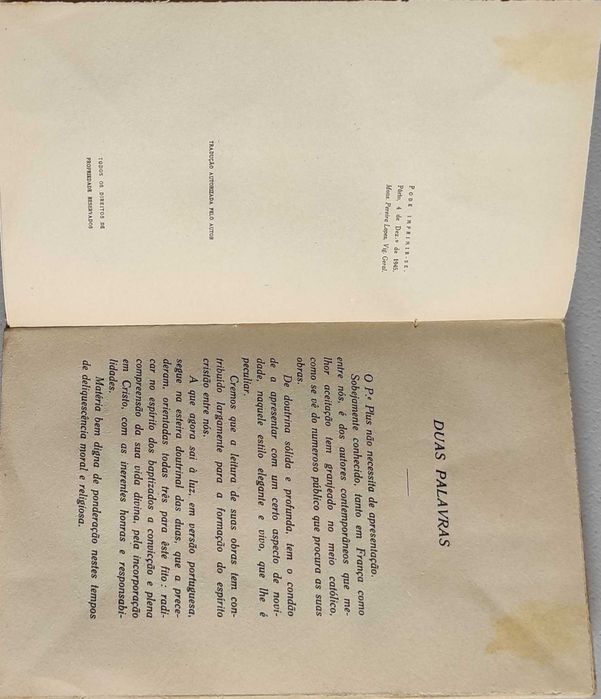 PODE IMPRIMIR-SE.
Pôrto, 4 de Dez.º de 1945.
Mons. Pereira Lopes, Vig. Geral.
TRADUÇÃO AUTORIZADA PELO AUTOR
TODOS OS DIREITOS DE
PROPRIEDADE RESERVADOS
DUAS PALAVRAS
O P.e Plus não necessita de apresentação.
Sobejamente conhecido, tanto em França como
entre nós, é dos autores contemporâneos que me-
lhor aceitação tem granjeado no meio católico,
como se vê do numeroso público que procura as suas
obras.
De doutrina sólida e profunda, tem o condão
de a apresentar com um certo aspecto de novi-
dade, naquele estilo elegante e vivo, que lhe é
peculiar.
Cremos que a leitura de suas obras tem con-
tribuído largamente para a formação do espírito
cristão entre nós.
A que agora sai à luz, em versão portuguesa,
segue na esteira doutrinal das duas, que a prece-
deram, orientadas todas três para êste fito: radi-
car no espírito dos baptizados a convicção e plena
compreensão da sua vida divina, pela incorporação
em Cristo, com as inerentes honras e responsabi-
lidades.
Matéria bem digna de ponderação nestes tempos
de deliquescência moral e religiosa.